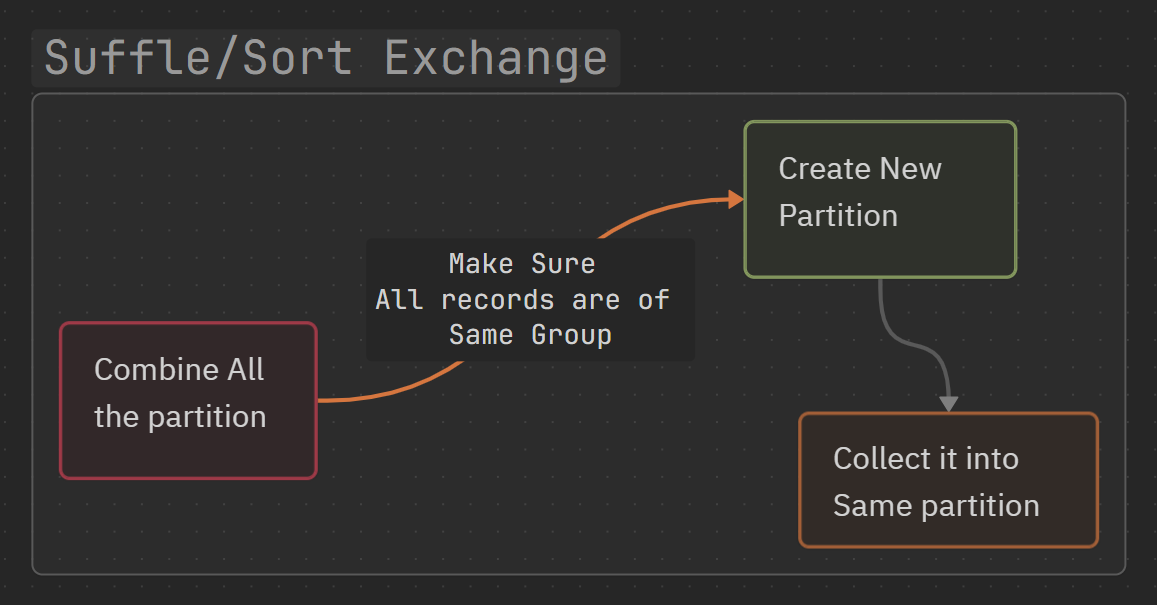 Suffle/Sort Exchange
Create New
Partition
Make Sure
All records are of
Same Group
Combine All
the partition
Collect it into
Same partition